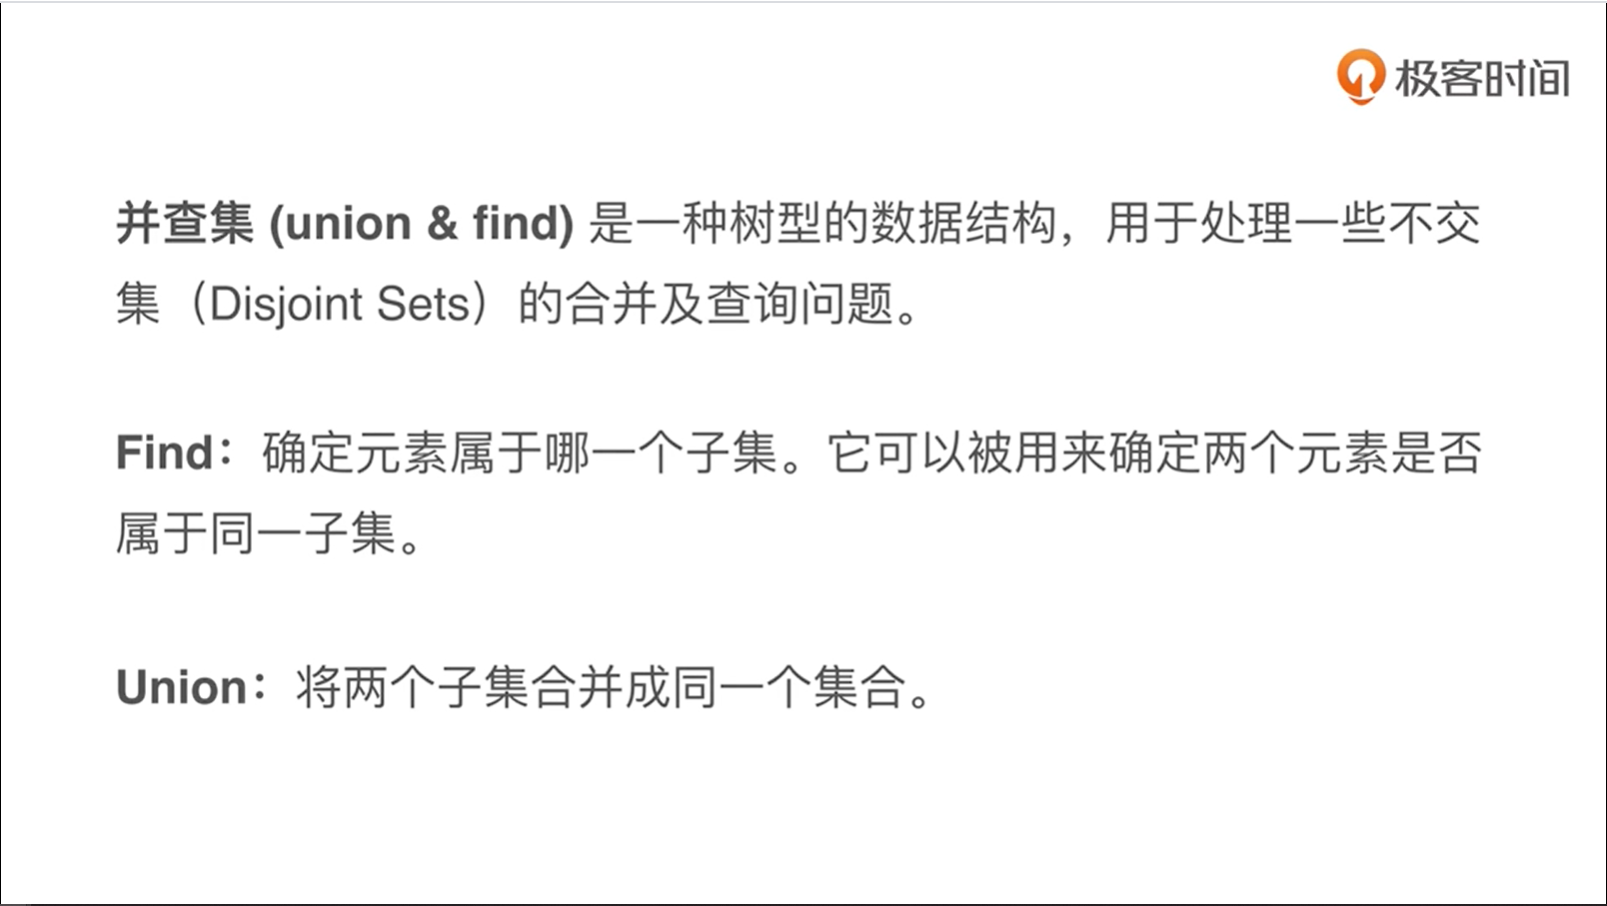 极客时间
并查集 (union & find) 是一种树型的数据结构，用于处理一些不交
集（Disjoint Sets）的合并及查询问题。
Find：确定元素属于哪一个子集。它可以被用来确定两个元素是否
属于同一子集。
Union：将两个子集合并成同一个集合。